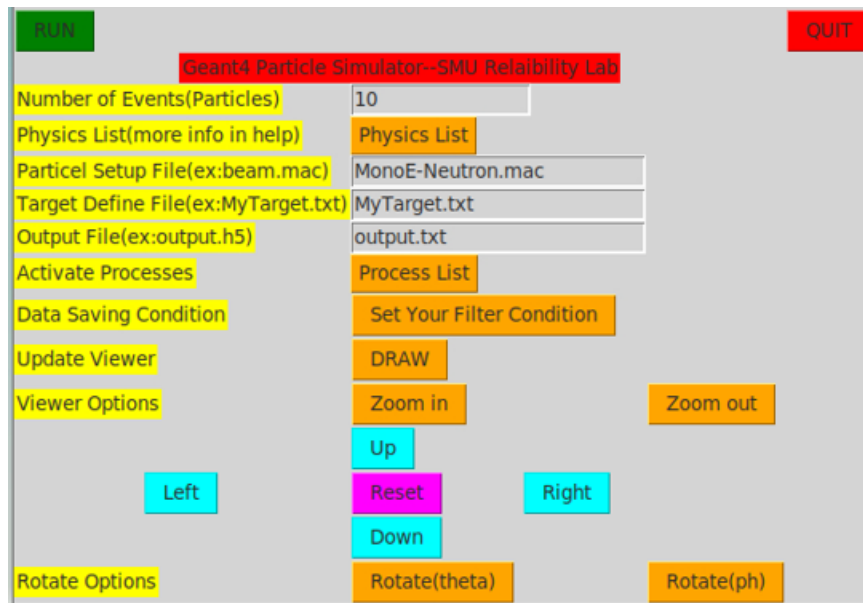 RUN QUIT
Geant4 Particle Simulator--SMU Relaibility Lab
Number of Events(Particles) 10
Physics List(more info in help) Physics List
Particel Setup File(ex:beam.mac) MonoE-Neutron.mac
Target Define File(ex:MyTarget.txt) MyTarget.txt
Output File(ex:output.h5) output.txt
Activate Processes Process List
Data Saving Condition Set Your Filter Condition
Update Viewer DRAW
Viewer Options Zoom in Zoom out
Up
Left Reset Right
Down
Rotate Options Rotate(theta) Rotate(ph)